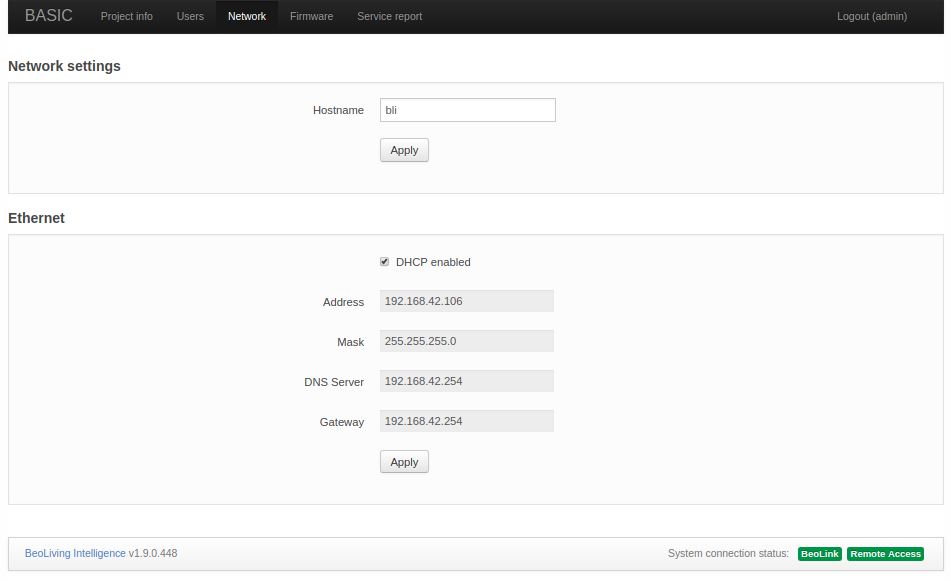 BASIC Project info Users Network Firmware Service report Logout (admin)
Network settings
Hostname bli
Apply
Ethernet
DHCP enabled
Address 192.168.42.106
Mask 255.255.255.0
DNS Server 192.168.42.254
Gateway 192.168.42.254
Apply
BeoLiving Intelligence v1.9.0.448 System connection status: BeoLink Remote Access